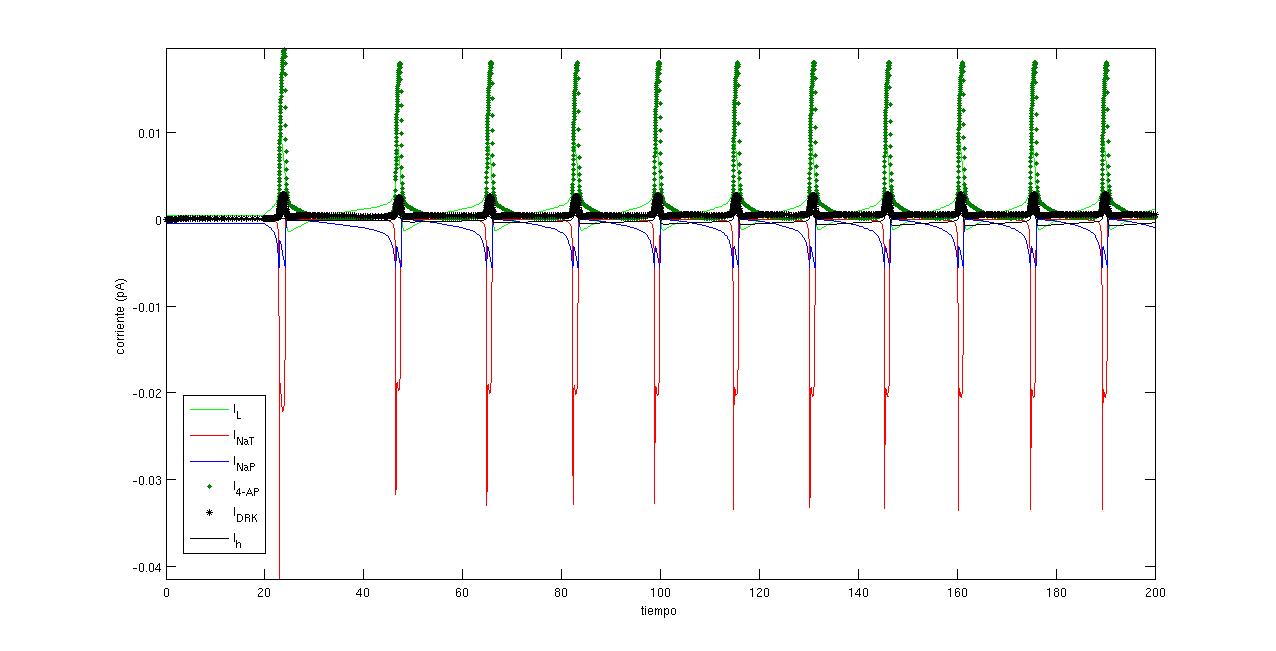 0.01
0
-0.01
-0.02
-0.03
-0.04
corriente (pA)
I_L
I_NaT
I_NaP
I_4-AP
I_DRK
I_h
0 20 40 60 80 100 120 140 160 180 200
tiempo